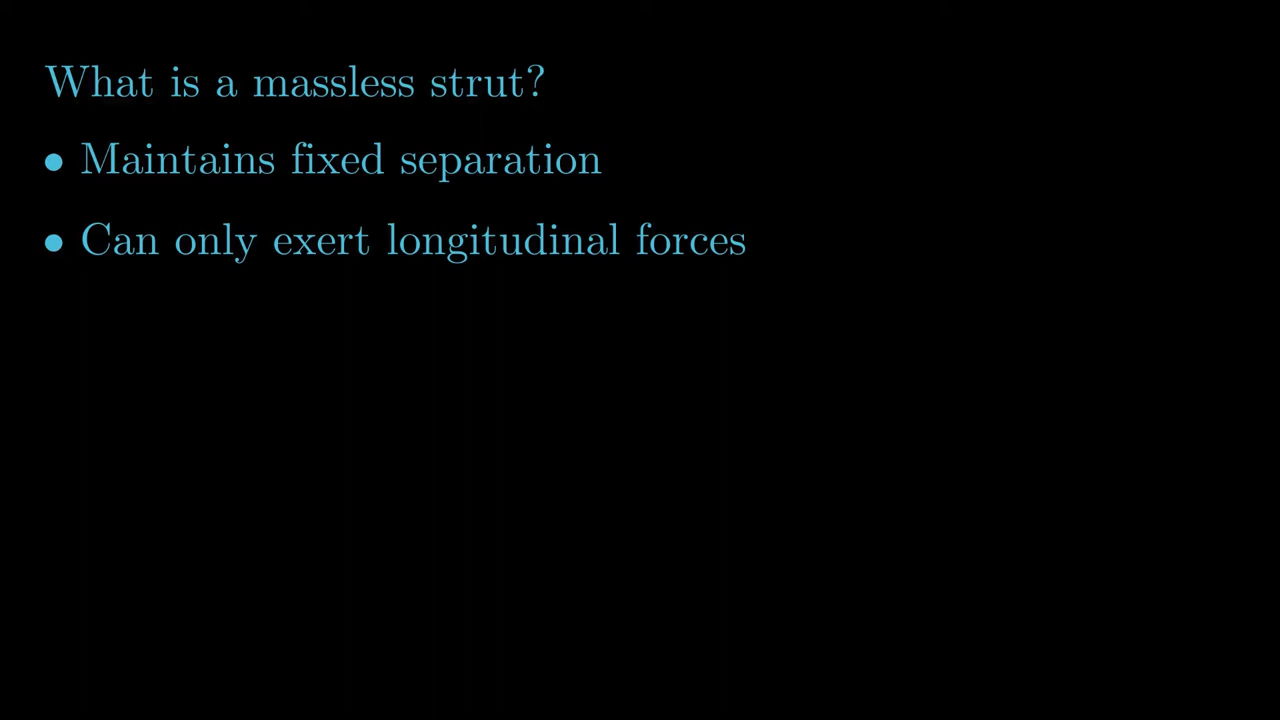 What is a massless strut?
• Maintains fixed separation
• Can only exert longitudinal forces